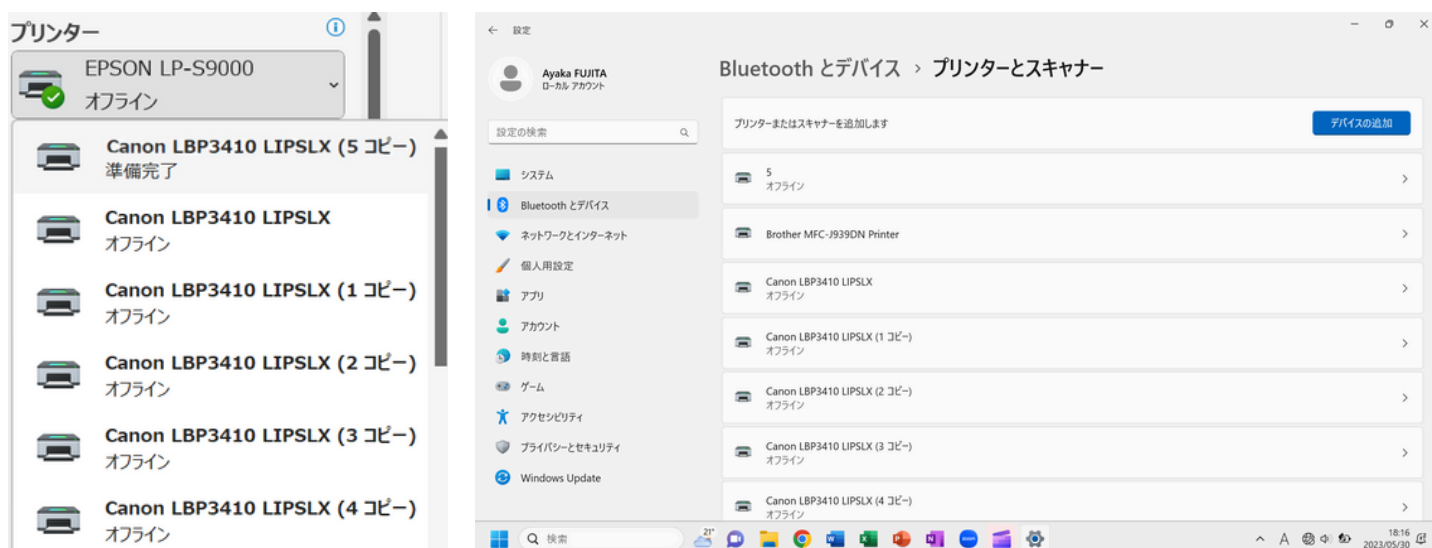 プリンター
EPSON LP-S9000
オフライン
Canon LBP3410 LIPSLX (5 コピー)
準備完了
Canon LBP3410 LIPSLX
オフライン
Canon LBP3410 LIPSLX (1 コピー)
オフライン
Canon LBP3410 LIPSLX (2 コピー)
オフライン
Canon LBP3410 LIPSLX (3 コピー)
オフライン
Canon LBP3410 LIPSLX (4 コピー)
オフライン
設定
Ayaka FUJITA
ローカル アカウント
設定の検索
システム
Bluetooth とデバイス
ネットワークとインターネット
個人用設定
アプリ
アカウント
時刻と言語
ゲーム
アクセシビリティ
プライバシーとセキュリティ
Windows Update
Bluetooth とデバイス › プリンターとスキャナー
プリンターまたはスキャナーを追加します
デバイスの追加
5
オフライン
Brother MFC-J939DN Printer
Canon LBP3410 LIPSLX
オフライン
Canon LBP3410 LIPSLX (1 コピー)
オフライン
Canon LBP3410 LIPSLX (2 コピー)
オフライン
Canon LBP3410 LIPSLX (3 コピー)
オフライン
Canon LBP3410 LIPSLX (4 コピー)
オフライン
検索
21°
A
18:16
2023/05/30